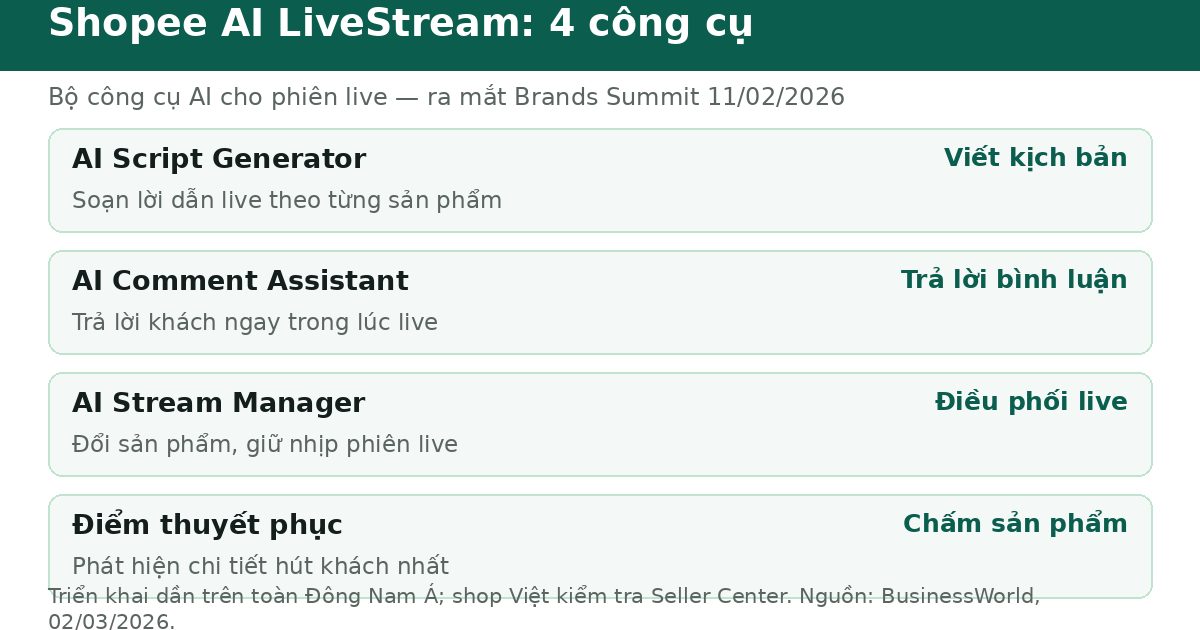 Shopee AI LiveStream: 4 công cụ
Bộ công cụ AI cho phiên live — ra mắt Brands Summit 11/02/2026
AI Script Generator
Viết kịch bản
Soạn lời dẫn live theo từng sản phẩm
AI Comment Assistant
Trả lời bình luận
Trả lời khách ngay trong lúc live
AI Stream Manager
Điều phối live
Đổi sản phẩm, giữ nhịp phiên live
Điểm thuyết phục
Chấm sản phẩm
Phát hiện chi tiết hút khách nhất
Triển khai dần trên toàn Đông Nam Á; shop Việt kiểm tra Seller Center. Nguồn: BusinessWorld,
02/03/2026.